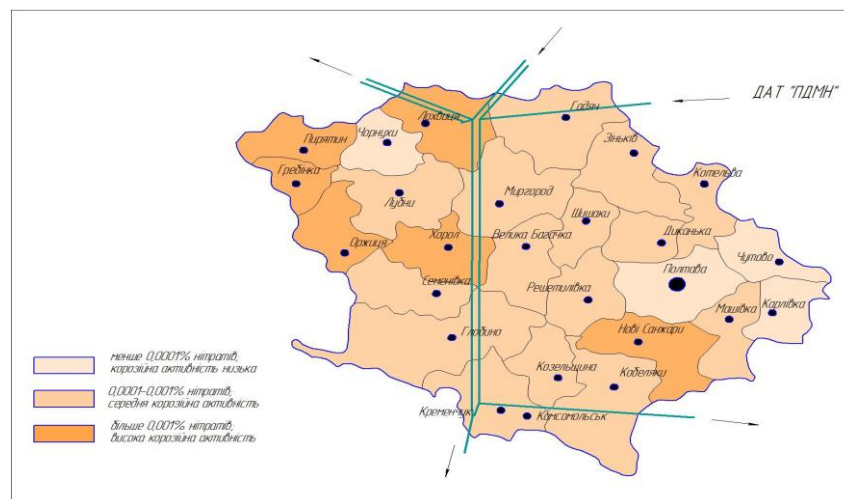 ДАТ "ПДМН"
Гадяч
Лохвиця
Чорнухи
Пирятин
Зіньків
Гребінка
Котельва
Лубни
Миргород
Шишаки
Хорол
Велика Багачка
Диканька
Оржиця
Чутово
Полтава
Семенівка
Решетилівка
Машівка
Карлівка
Глобино
Нові Санжари
менше 0,0001% нітратів;
корозійна активність низька
Козельщина
Кобеляки
0,0001-0,001% нітратів;
середня корозійна активність
Кременчук
Комсомольськ
більше 0,001% нітратів;
висока корозійна активність